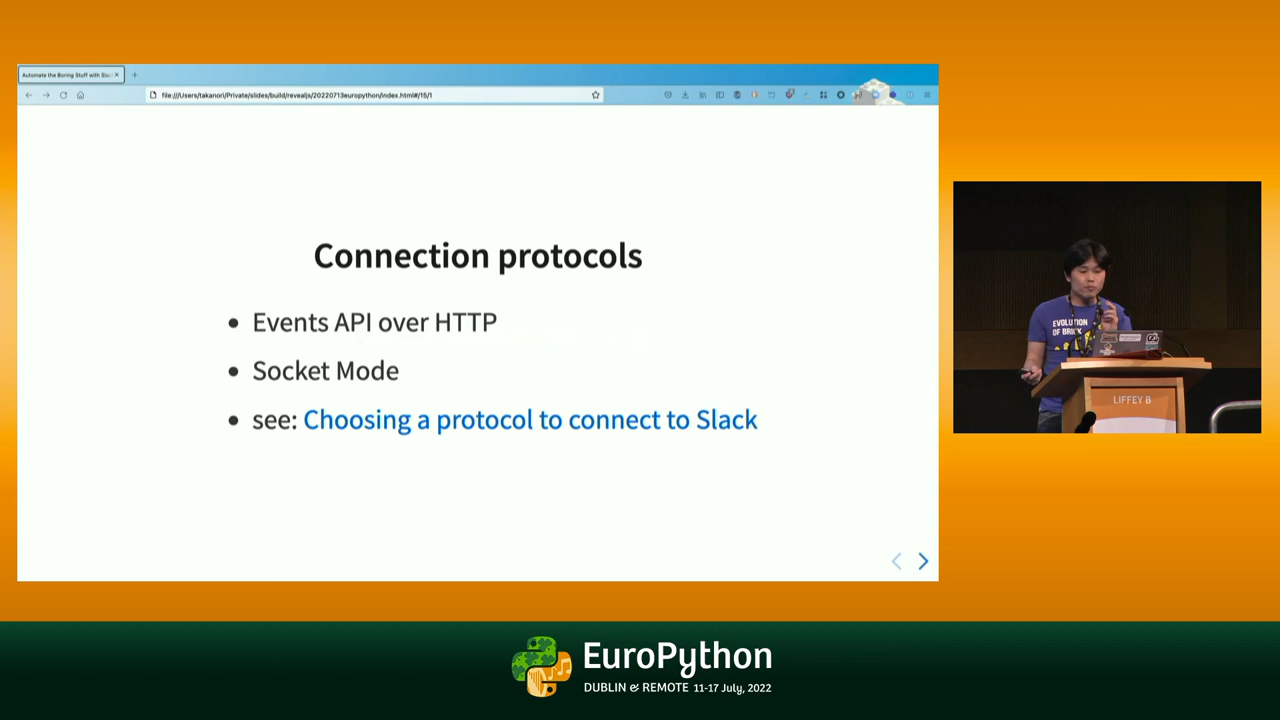 Automate the Boring Stuff with Slac
file:///Users/takanori/Private/slides/build/revealjs/20220713europython/index.html#/15/1
Connection protocols
Events API over HTTP
Socket Mode
see: Choosing a protocol to connect to Slack
EVOLUTION
OF BRICK
LIFFEY B
EuroPython
DUBLIN & REMOTE 11-17 July, 2022